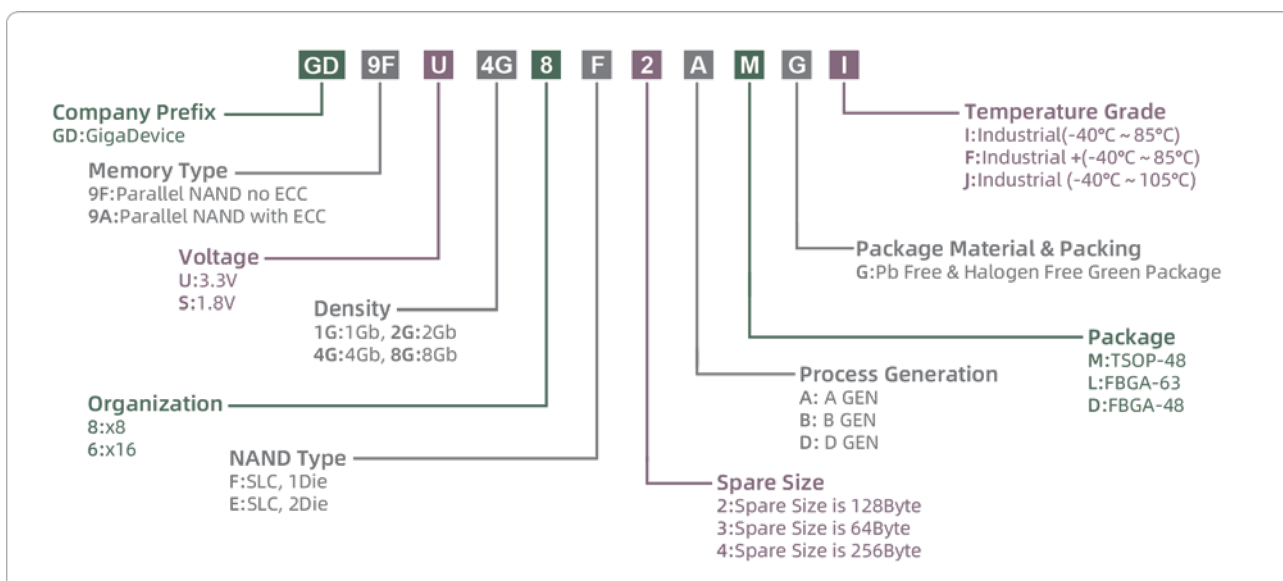 GD 9F U 4G 8 F 2 A M G I
Company Prefix
GD:GigaDevice
Memory Type
9F:Parallel NAND no ECC
9A:Parallel NAND with ECC
Voltage
U:3.3V
S:1.8V
Density
1G:1Gb, 2G:2Gb
4G:4Gb, 8G:8Gb
Organization
8:x8
6:x16
NAND Type
F:SLC, 1Die
E:SLC, 2Die
Temperature Grade
I:Industrial(-40℃ ~ 85℃)
F:Industrial +(-40℃ ~ 85℃)
J:Industrial (-40℃ ~ 105℃)
Package Material & Packing
G:Pb Free & Halogen Free Green Package
Package
M:TSOP-48
L:FBGA-63
D:FBGA-48
Process Generation
A: A GEN
B: B GEN
D: D GEN
Spare Size
2:Spare Size is 128Byte
3:Spare Size is 64Byte
4:Spare Size is 256Byte